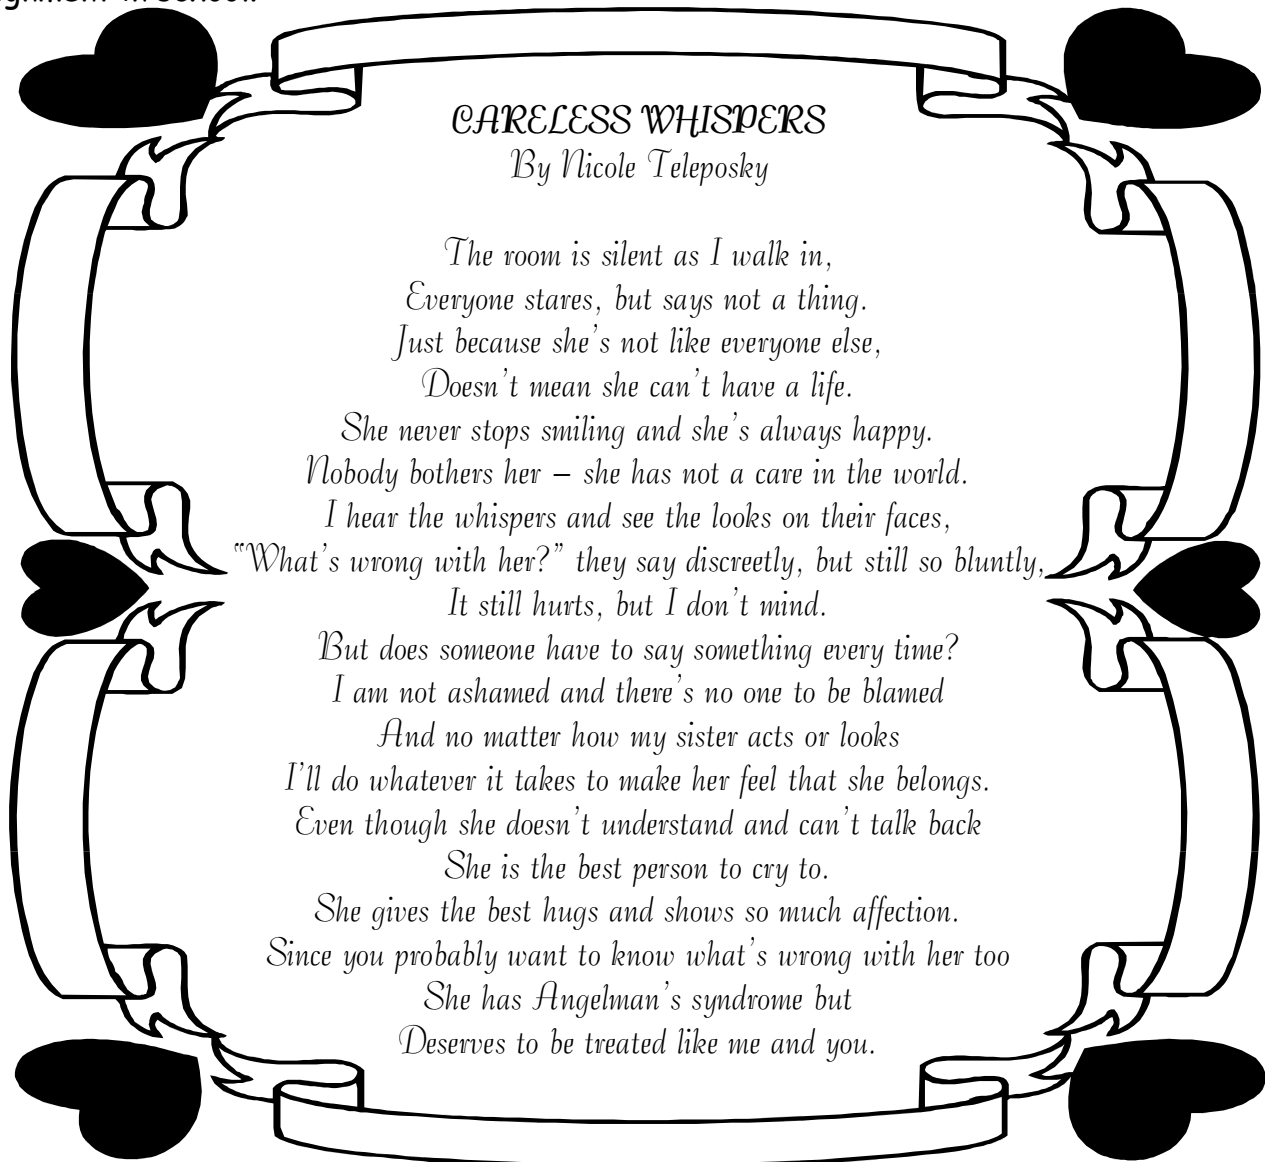 in school.
CARELESS WHISPERS
By Nicole Teleposky
The room is silent as I walk in,
Everyone stares, but says not a thing.
Just because she's not like everyone else,
Doesn't mean she can't have a life.
She never stops smiling and she's always happy.
Nobody bothers her – she has not a care in the world.
I hear the whispers and see the looks on their faces,
“What's wrong with her?” they say discreetly, but still so bluntly,
It still hurts, but I don't mind.
But does someone have to say something every time?
I am not ashamed and there's no one to be blamed
And no matter how my sister acts or looks
I'll do whatever it takes to make her feel that she belongs.
Even though she doesn't understand and can't talk back
She is the best person to cry to.
She gives the best hugs and shows so much affection.
Since you probably want to know what's wrong with her too
She has Angelman's syndrome but
Deserves to be treated like me and you.